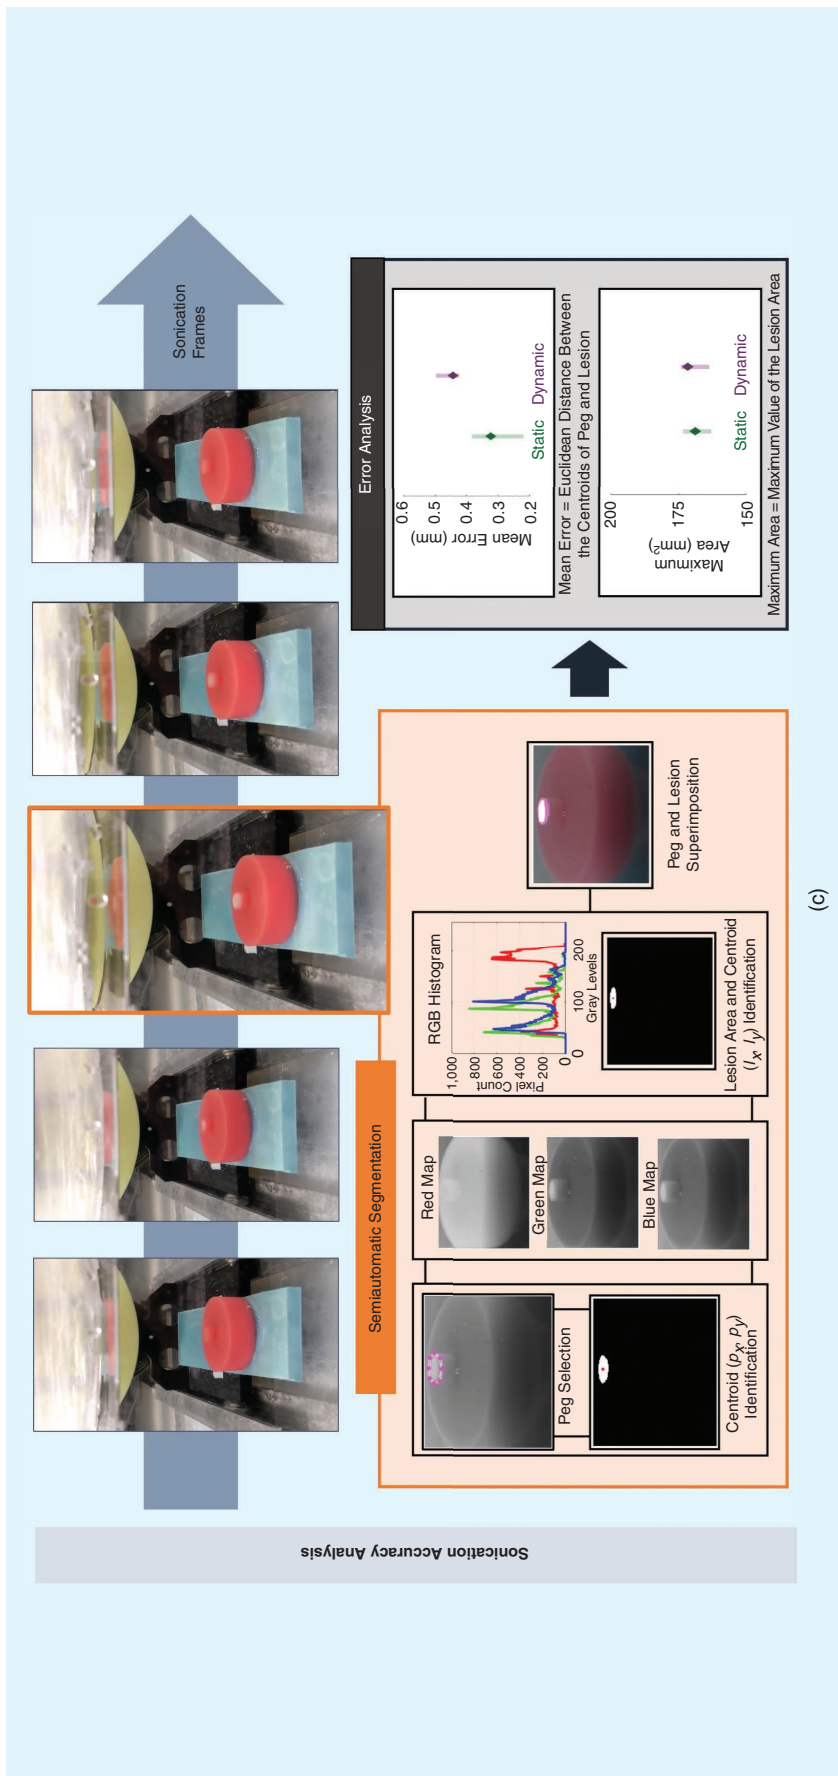 Sonication Accuracy Analysis
Sonication
Frames
Semiautomatic Segmentation
Peg Selection
Centroid (pₓ, pᵧ)
Identification
Red Map
Green Map
Blue Map
RGB Histogram
1,000
800
600
400
200
0
Pixel Count
0
100
200
Gray Levels
Lesion Area and Centroid
(lₓ, lᵧ) Identification
Peg and Lesion
Superimposition
Error Analysis
0.6
0.5
0.4
0.3
0.2
Mean Error (mm)
Static Dynamic
Mean Error = Euclidean Distance Between
the Centroids of Peg and Lesion
200
175
150
Maximum
Area (mm²)
Static Dynamic
Maximum Area = Maximum Value of the Lesion Area
(c)